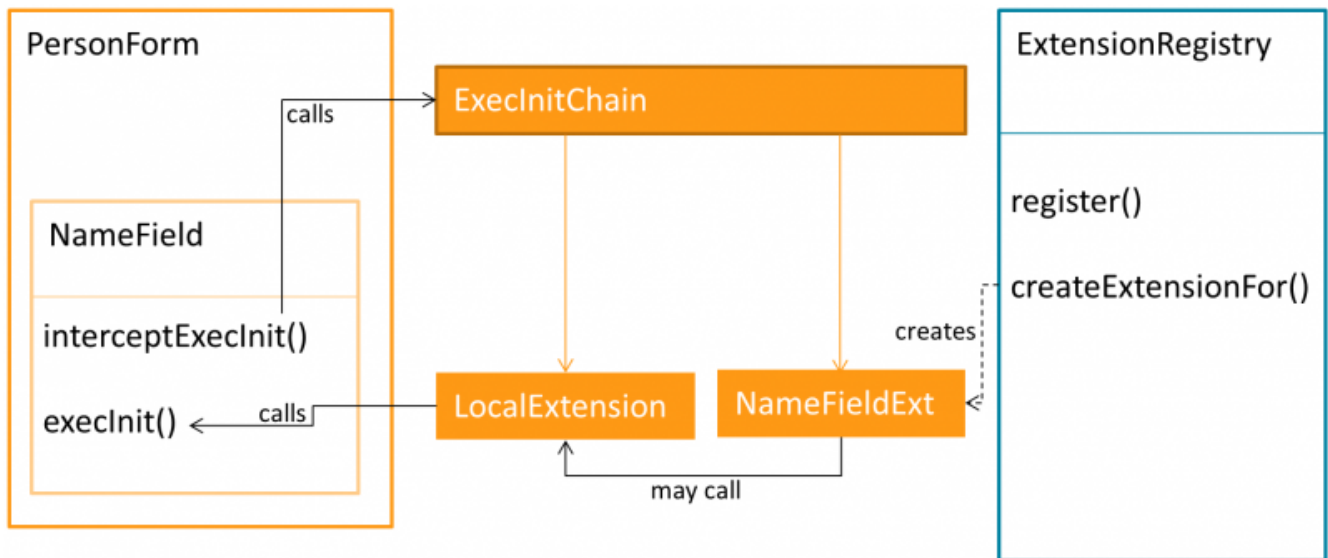 PersonForm
calls
NameField
interceptExecInit()
execInit()
calls
ExecInitChain
LocalExtension
NameFieldExt
may call
creates
ExtensionRegistry
register()
createExtensionFor()